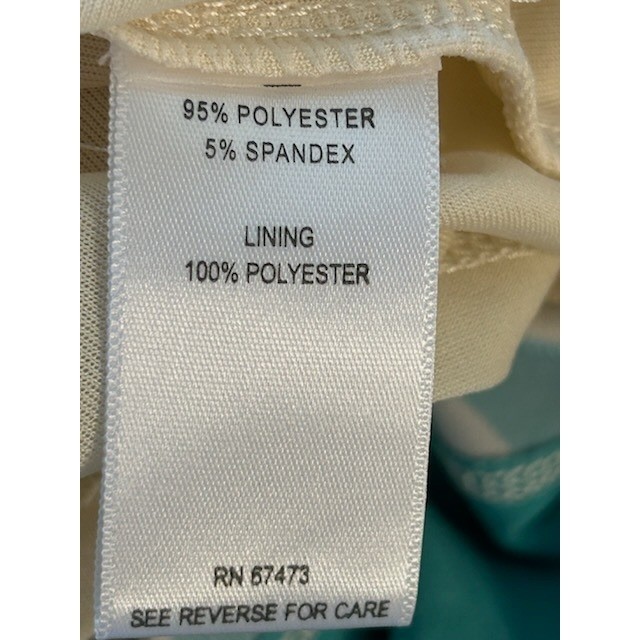 95% POLYESTER
5% SPANDEX
LINING
100% POLYESTER
RN 67473
SEE REVERSE FOR CARE